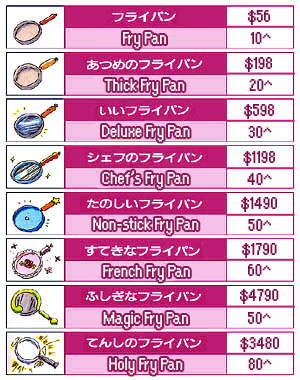 フライパン $56
Fry Pan 10^
あつめのフライパン $198
Thick Fry Pan 20^
いいフライパン $598
Deluxe Fry Pan 30^
シェフのフライパン $1198
Chef's Fry Pan 40^
たのしいフライパン $1490
Non-stick Fry Pan 50^
すてきなフライパン $1790
French Fry Pan 60^
ふしぎなフライパン $4790
Magic Fry Pan 50^
てんしのフライパン $3480
Holy Fry Pan 80^